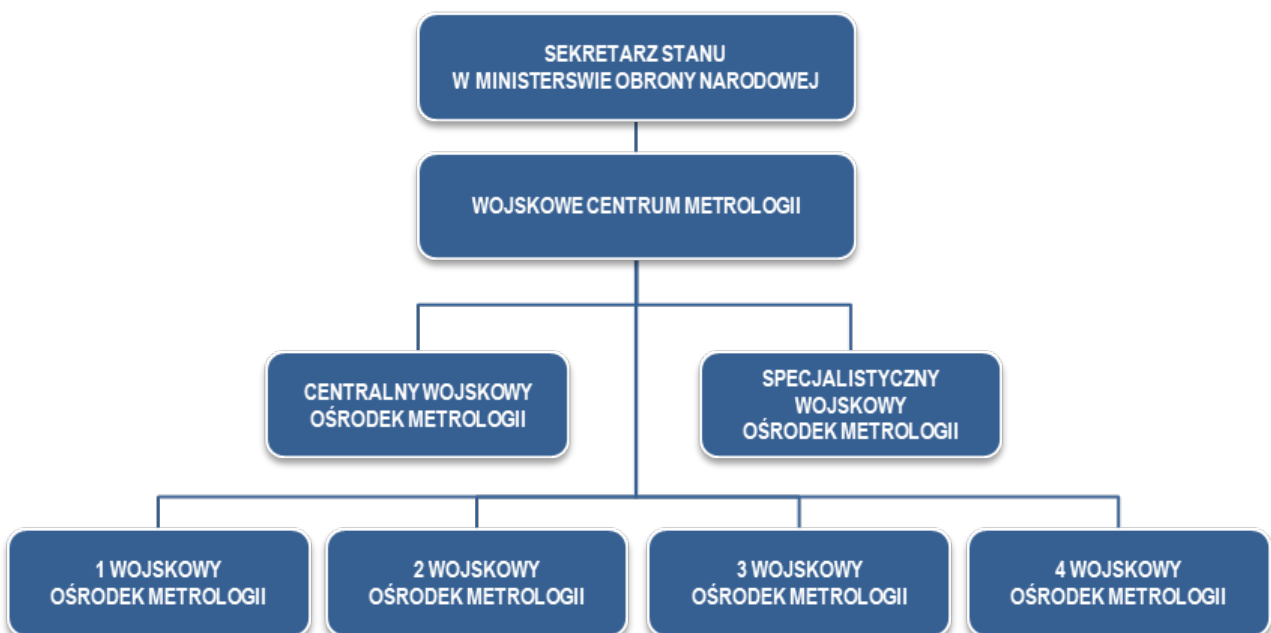 SEKRETARZ STANU
W MINISTERSWIE OBRONY NARODOWEJ
WOJSKOWE CENTRUM METROLOGII
CENTRALNY WOJSKOWY
OŚRODEK METROLOGII
SPECJALISTYCZNY
WOJSKOWY
OŚRODEK METROLOGII
1 WOJSKOWY
OŚRODEK METROLOGII
2 WOJSKOWY
OŚRODEK METROLOGII
3 WOJSKOWY
OŚRODEK METROLOGII
4 WOJSKOWY
OŚRODEK METROLOGII